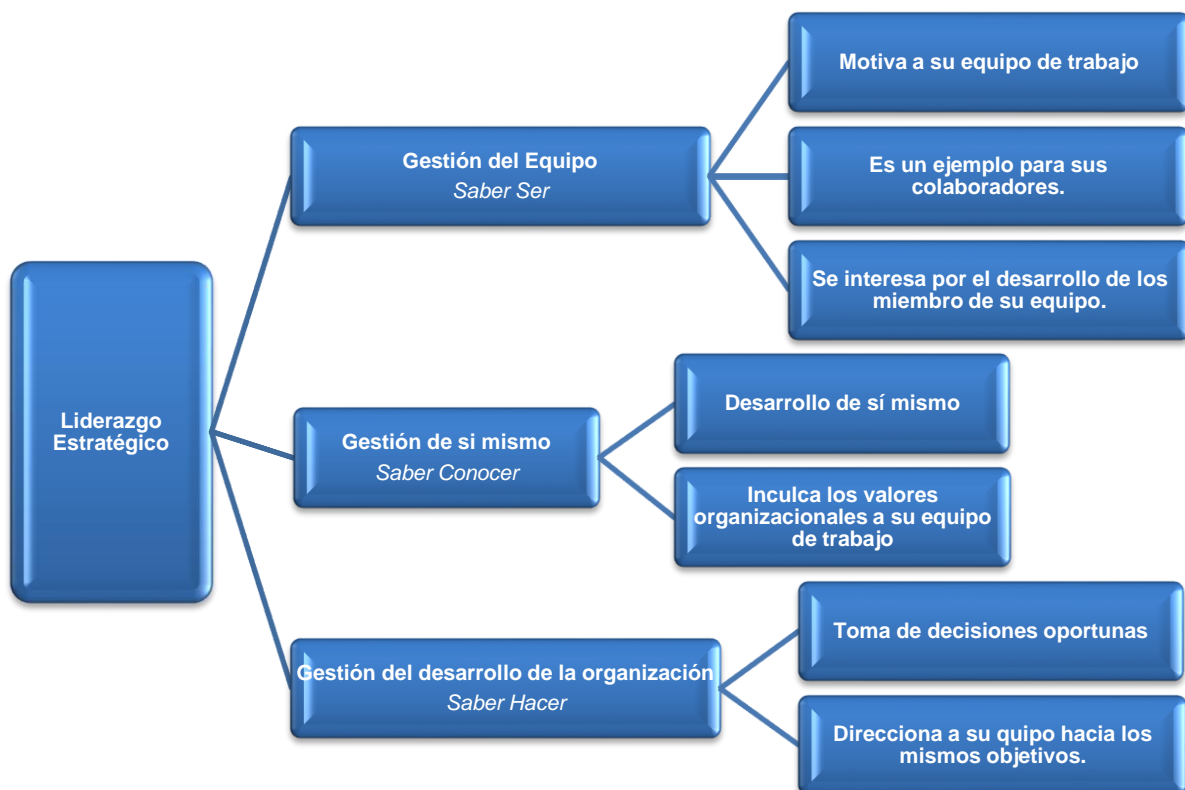 Liderazgo
Estratégico
Gestión del Equipo
Saber Ser
Motiva a su equipo de trabajo
Es un ejemplo para sus
colaboradores.
Se interesa por el desarrollo de los
miembro de su equipo.
Gestión de si mismo
Saber Conocer
Desarrollo de sí mismo
Inculca los valores
organizacionales a su equipo
de trabajo
Gestión del desarrollo de la organización
Saber Hacer
Toma de decisiones oportunas
Direcciona a su quipo hacia los
mismos objetivos.